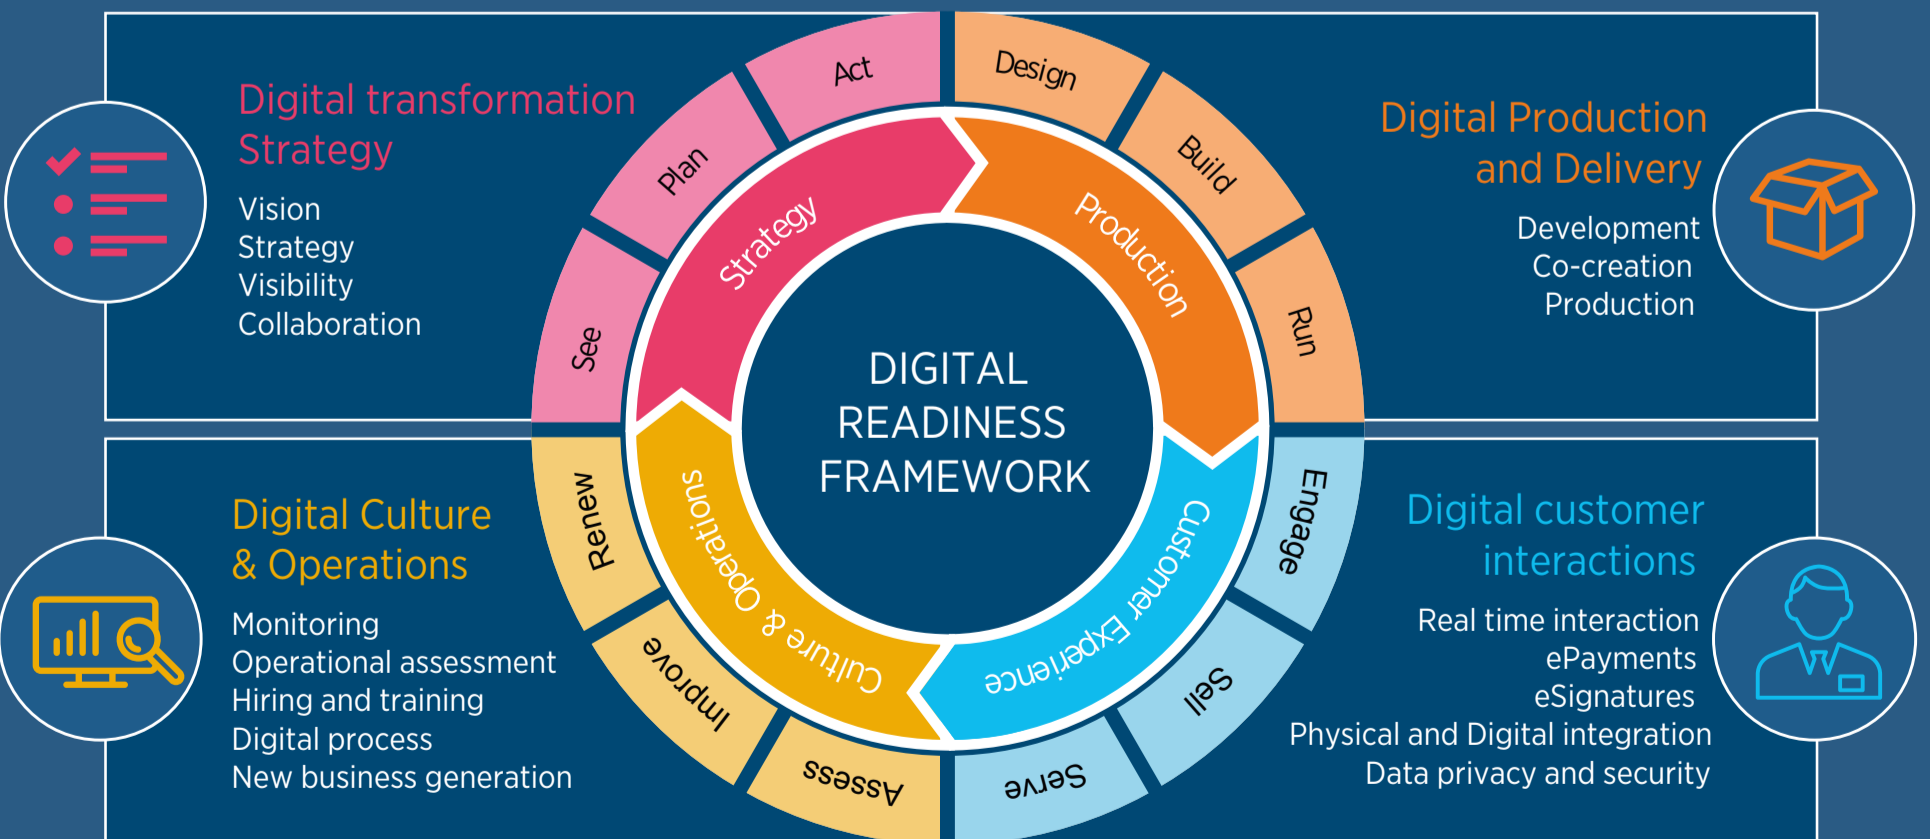 Digital transformation
Strategy
Vision
Strategy
Visibility
Collaboration
Digital Production
and Delivery
Development
Co-creation
Production
See
Plan
Act
Design
Build
Run
Engage
Sell
Serve
Assess
Improve
Renew
Strategy
Production
Customer Experience
Culture & Operations
DIGITAL
READINESS
FRAMEWORK
Digital Culture
& Operations
Monitoring
Operational assessment
Hiring and training
Digital process
New business generation
Digital customer
interactions
Real time interaction
ePayments
eSignatures
Physical and Digital integration
Data privacy and security